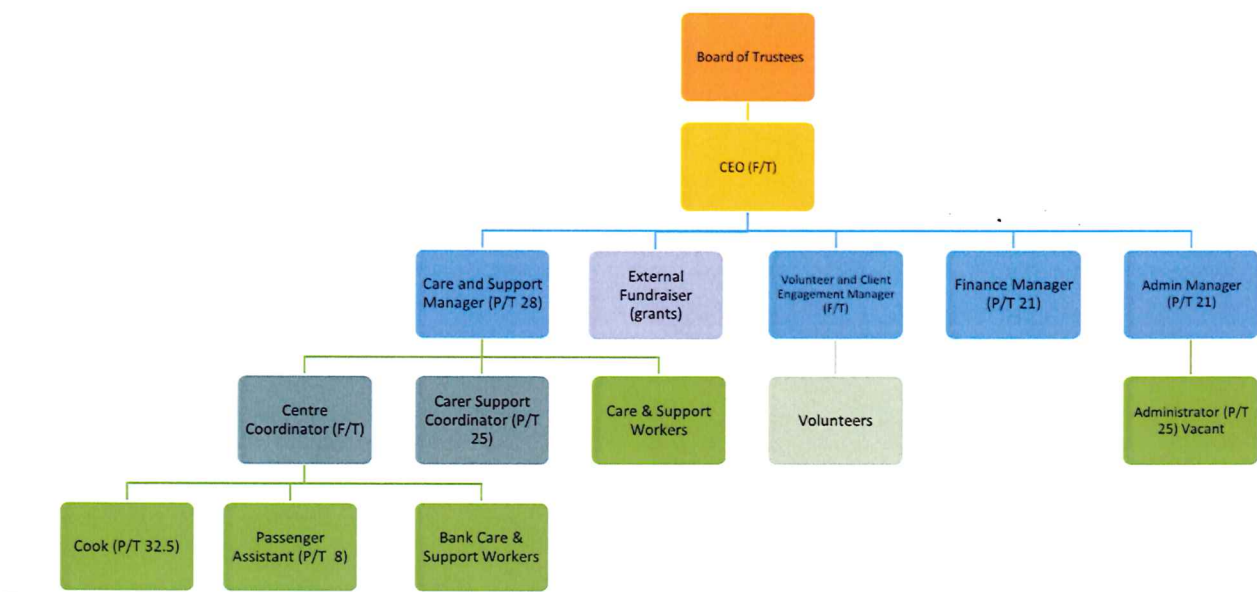 Board of Trustees
CEO (F/T)
Care and Support
Manager (P/T 28)
External
Fundraiser
(grants)
Volunteer and Client
Engagement Manager
(F/T)
Finance Manager
(P/T 21)
Admin Manager
(P/T 21)
Centre
Coordinator (F/T)
Carer Support
Coordinator (P/T
25)
Care & Support
Workers
Volunteers
Administrator (P/T
25) Vacant
Cook (P/T 32.5)
Passenger
Assistant (P/T 8)
Bank Care &
Support Workers